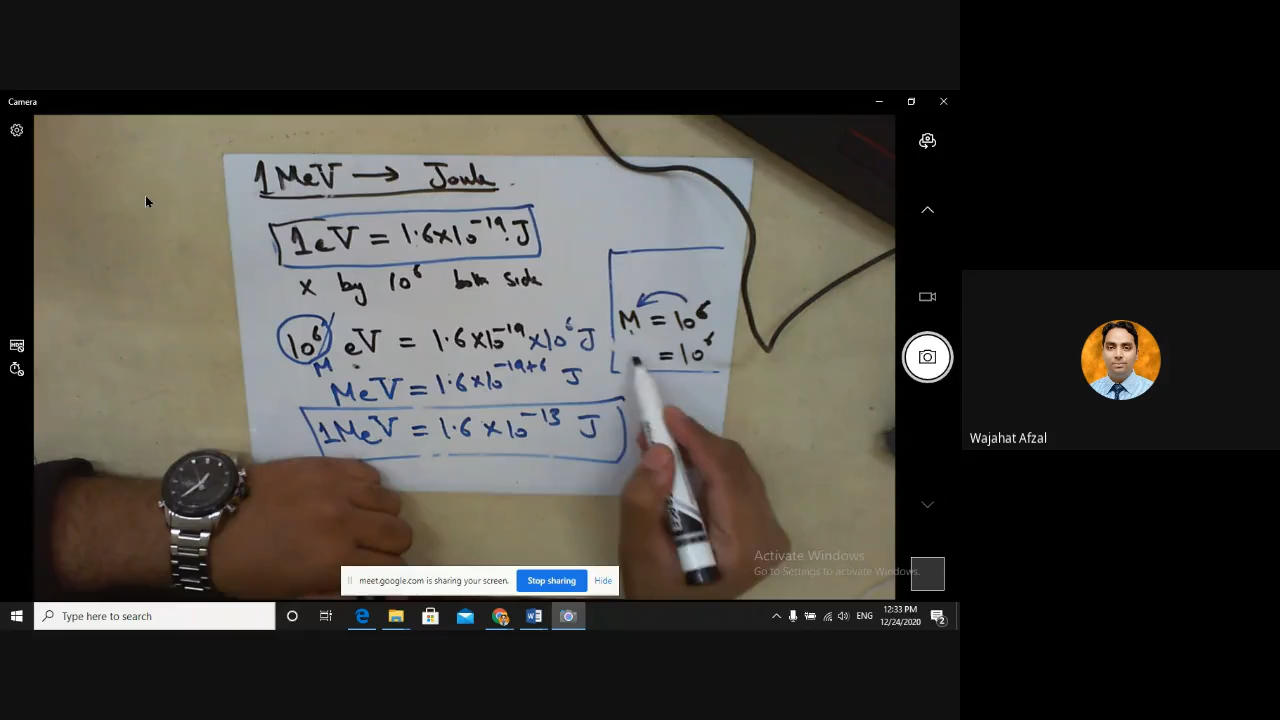 Camera
1MeV → Joule
1eV = 1.6×10⁻¹⁹ J
x by 10⁶ both side
10⁶ eV = 1.6×10⁻¹⁹×10⁶ J
M
MeV = 1.6×10⁻¹⁹⁺⁶ J
1MeV = 1.6×10⁻¹³ J
M = 10⁶
= 10⁶
Wajahat Afzal
Activate Windows
Go to Settings to activate Windows.
meet.google.com is sharing your screen.
Stop sharing
Hide
Type here to search
ENG
12:33 PM
12/24/2020
2